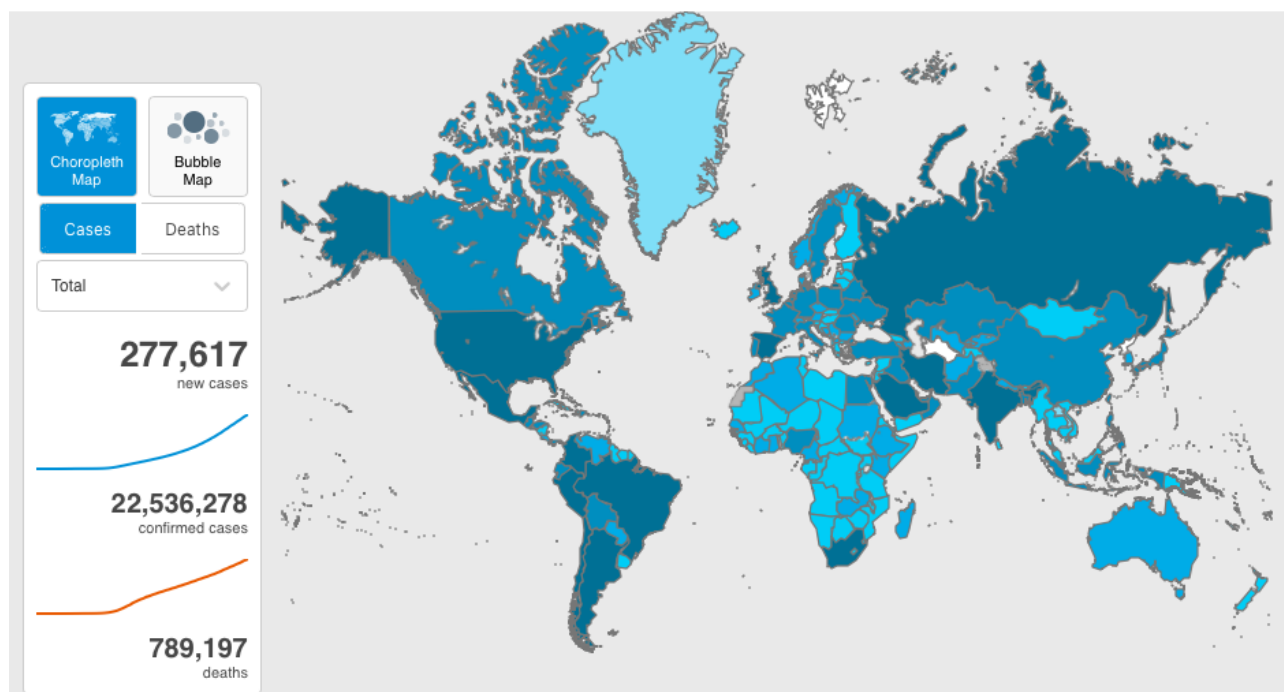 Choropleth
Map
Bubble
Map
Cases
Deaths
Total
277,617
new cases
22,536,278
confirmed cases
789,197
deaths